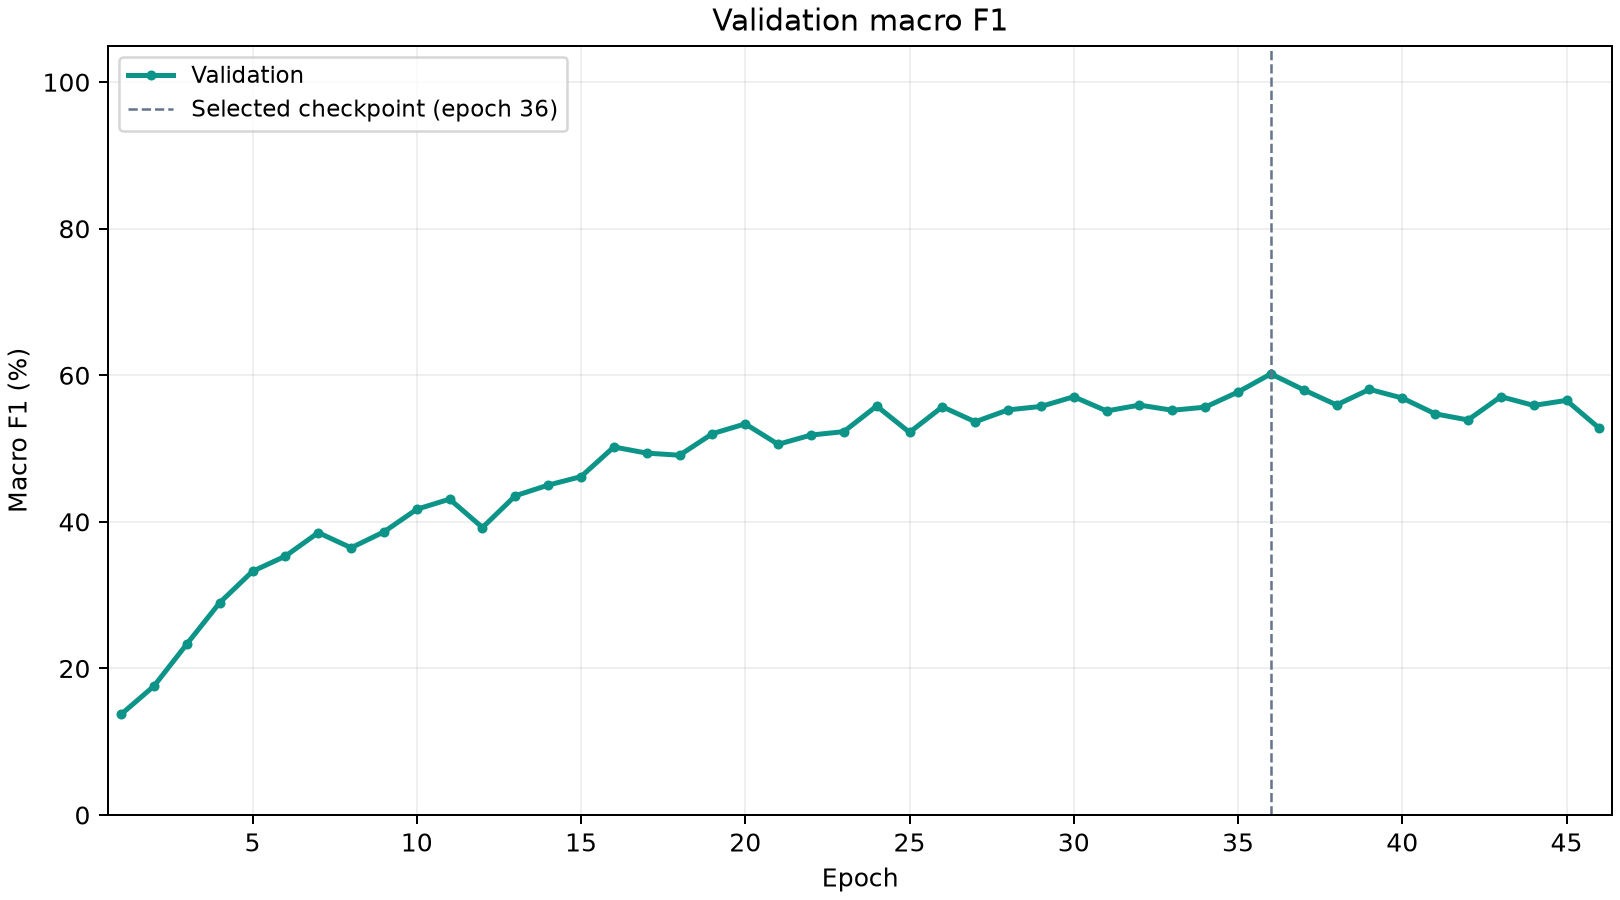 Validation macro F1
Validation
Selected checkpoint (epoch 36)
Macro F1 (%)
100
80
60
40
20
0
5 10 15 20 25 30 35 40 45
Epoch